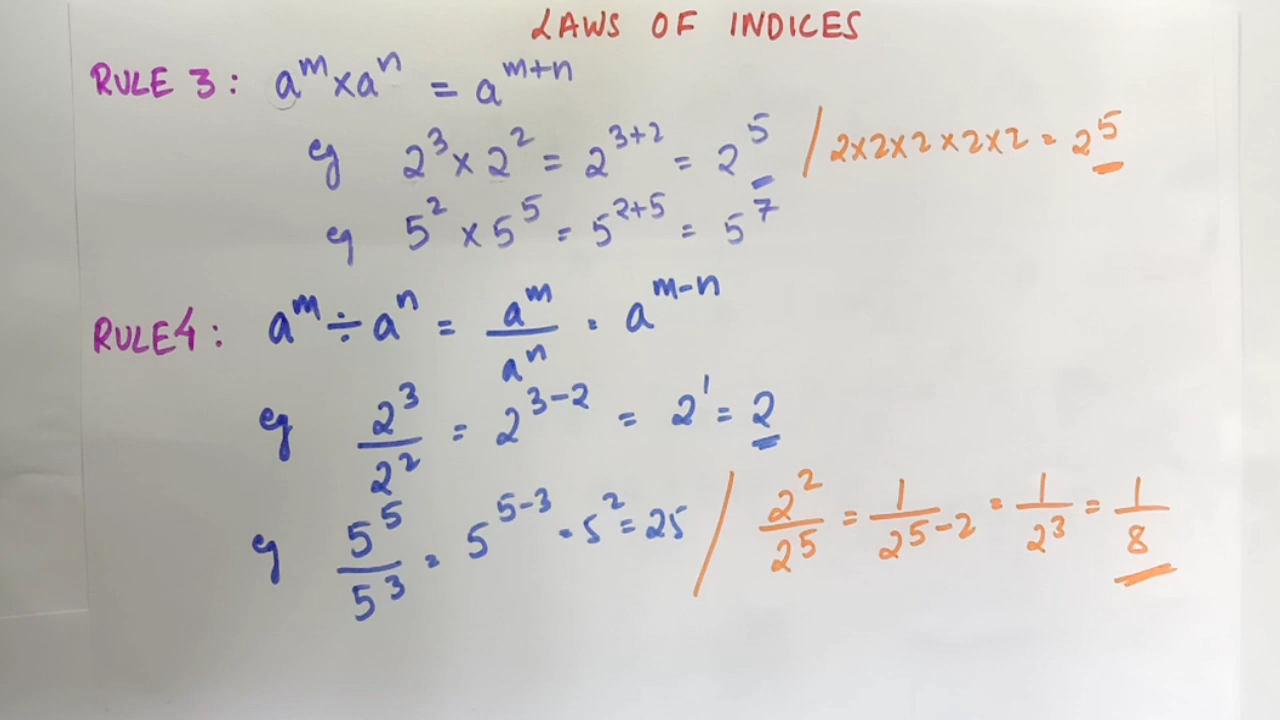 LAWS OF INDICES
RULE 3: a^m × a^n = a^(m+n)
eg 2^3 × 2^2 = 2^(3+2) = 2^5 / 2×2×2×2×2 = 2^5
eg 5^2 × 5^5 = 5^(2+5) = 5^7
RULE 4: a^m ÷ a^n = a^m/a^n = a^(m-n)
eg 2^3/2^2 = 2^(3-2) = 2^1 = 2
eg 5^5/5^3 = 5^(5-3) = 5^2 = 25 / 2^2/2^5 = 1/2^(5-2) = 1/2^3 = 1/8